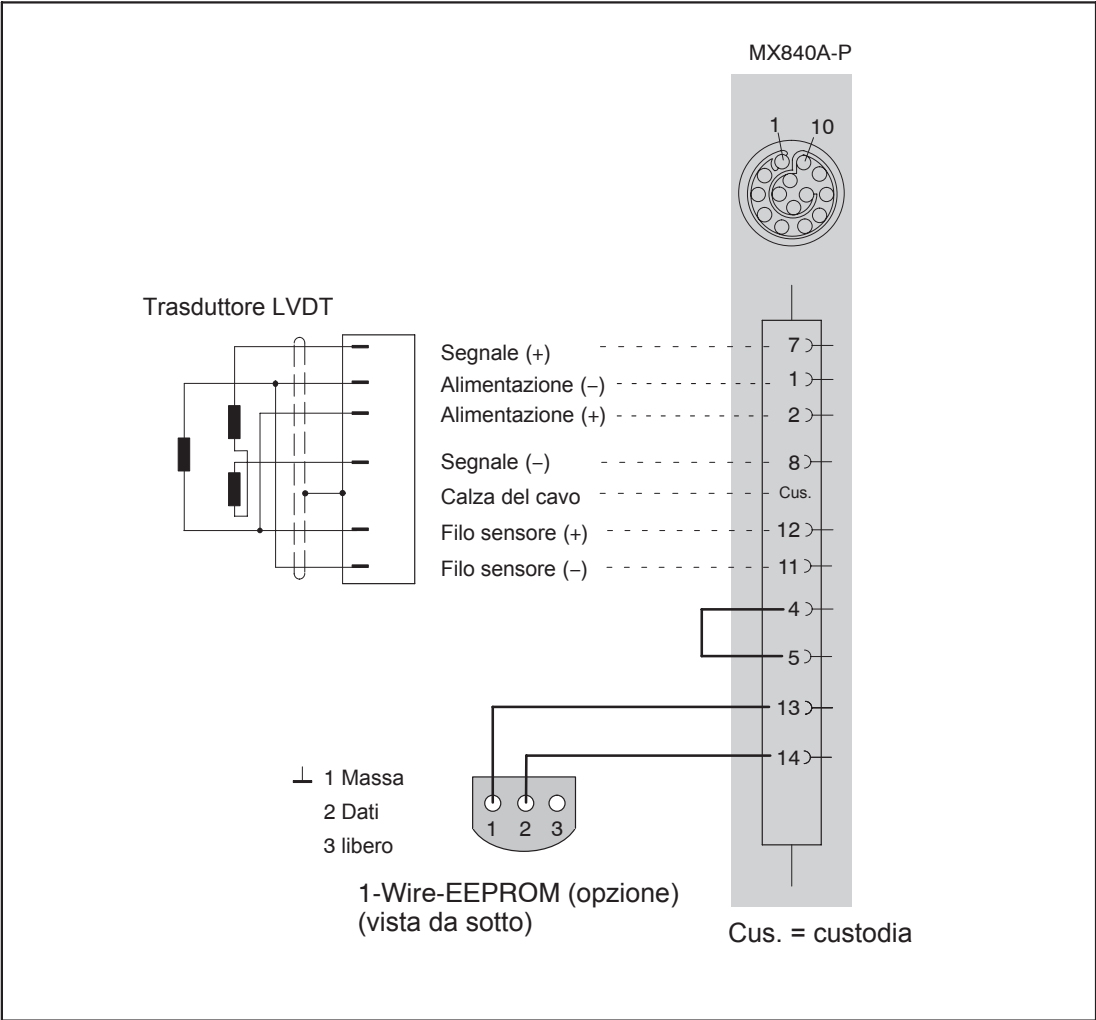 MX840A-P
1 10
Trasduttore LVDT
Segnale (+) 7
Alimentazione (−) 1
Alimentazione (+) 2
Segnale (−) 8
Calza del cavo Cus.
Filo sensore (+) 12
Filo sensore (−) 11
4
5
13
14
1 Massa
2 Dati
3 libero
1 2 3
1-Wire-EEPROM (opzione)
(vista da sotto)
Cus. = custodia